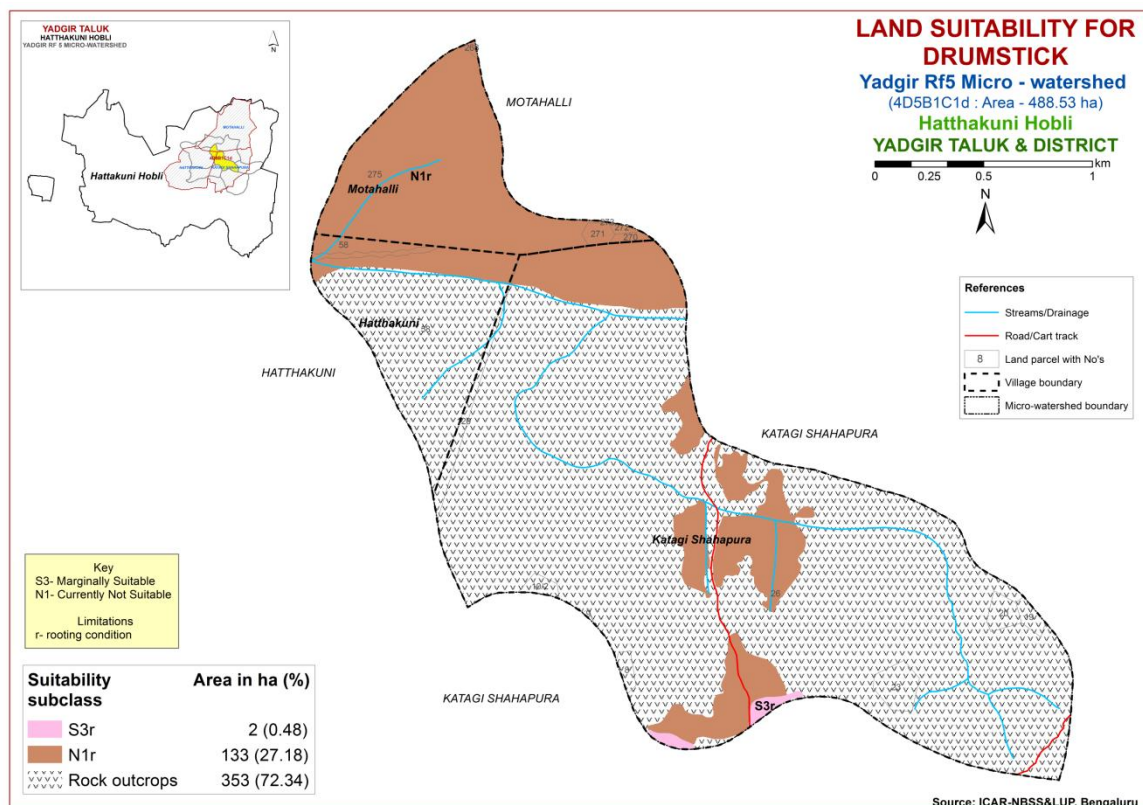 YADGIR TALUK
HATTHAKUNI HOBLI
YADGIR RF 5 MICRO-WATERSHED
N
MOTAHALLI
Hattakuni Hobli
LAND SUITABILITY FOR
DRUMSTICK
Yadgir Rf5 Micro - watershed
(4D5B1C1d : Area - 488.53 ha)
Hatthakuni Hobli
YADGIR TALUK & DISTRICT
km
0 0.25 0.5 1
N
MOTAHALLI
275
N1r
Motahalli
58
271
272
270
Hatthakuni
HATTHAKUNI
KATAGI SHAHAPURA
Katagi Shahapura
26
KATAGI SHAHAPURA
S3r
References
Streams/Drainage
Road/Cart track
8 Land parcel with No's
Village boundary
Micro-watershed boundary
Key
S3- Marginally Suitable
N1- Currently Not Suitable
Limitations
r- rooting condition
Suitability subclass Area in ha (%)
S3r 2 (0.48)
N1r 133 (27.18)
Rock outcrops 353 (72.34)
Source: ICAR-NBSS&LUP, Bengaluru